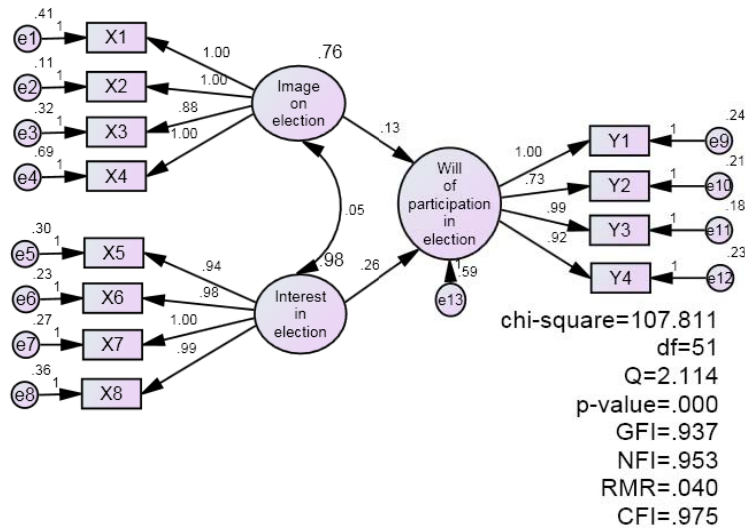 .41
e1
1
X1
1.00
.76
.11
e2
1
X2
1.00
Image
on
election
.32
e3
1
X3
.88
.69
e4
1
X4
1.00
.13
.05
.30
e5
1
X5
.94
.23
e6
1
X6
.98
.27
e7
1
X7
1.00
.36
e8
1
X8
.99
.98
Interest
in
election
.26
Will
of
participation
in
election
1
.59
e13
1.00
Y1
1
.24
e9
.73
Y2
1
.21
e10
.99
Y3
1
.18
e11
.92
Y4
1
.23
e12
chi-square=107.811
df=51
Q=2.114
p-value=.000
GFI=.937
NFI=.953
RMR=.040
CFI=.975